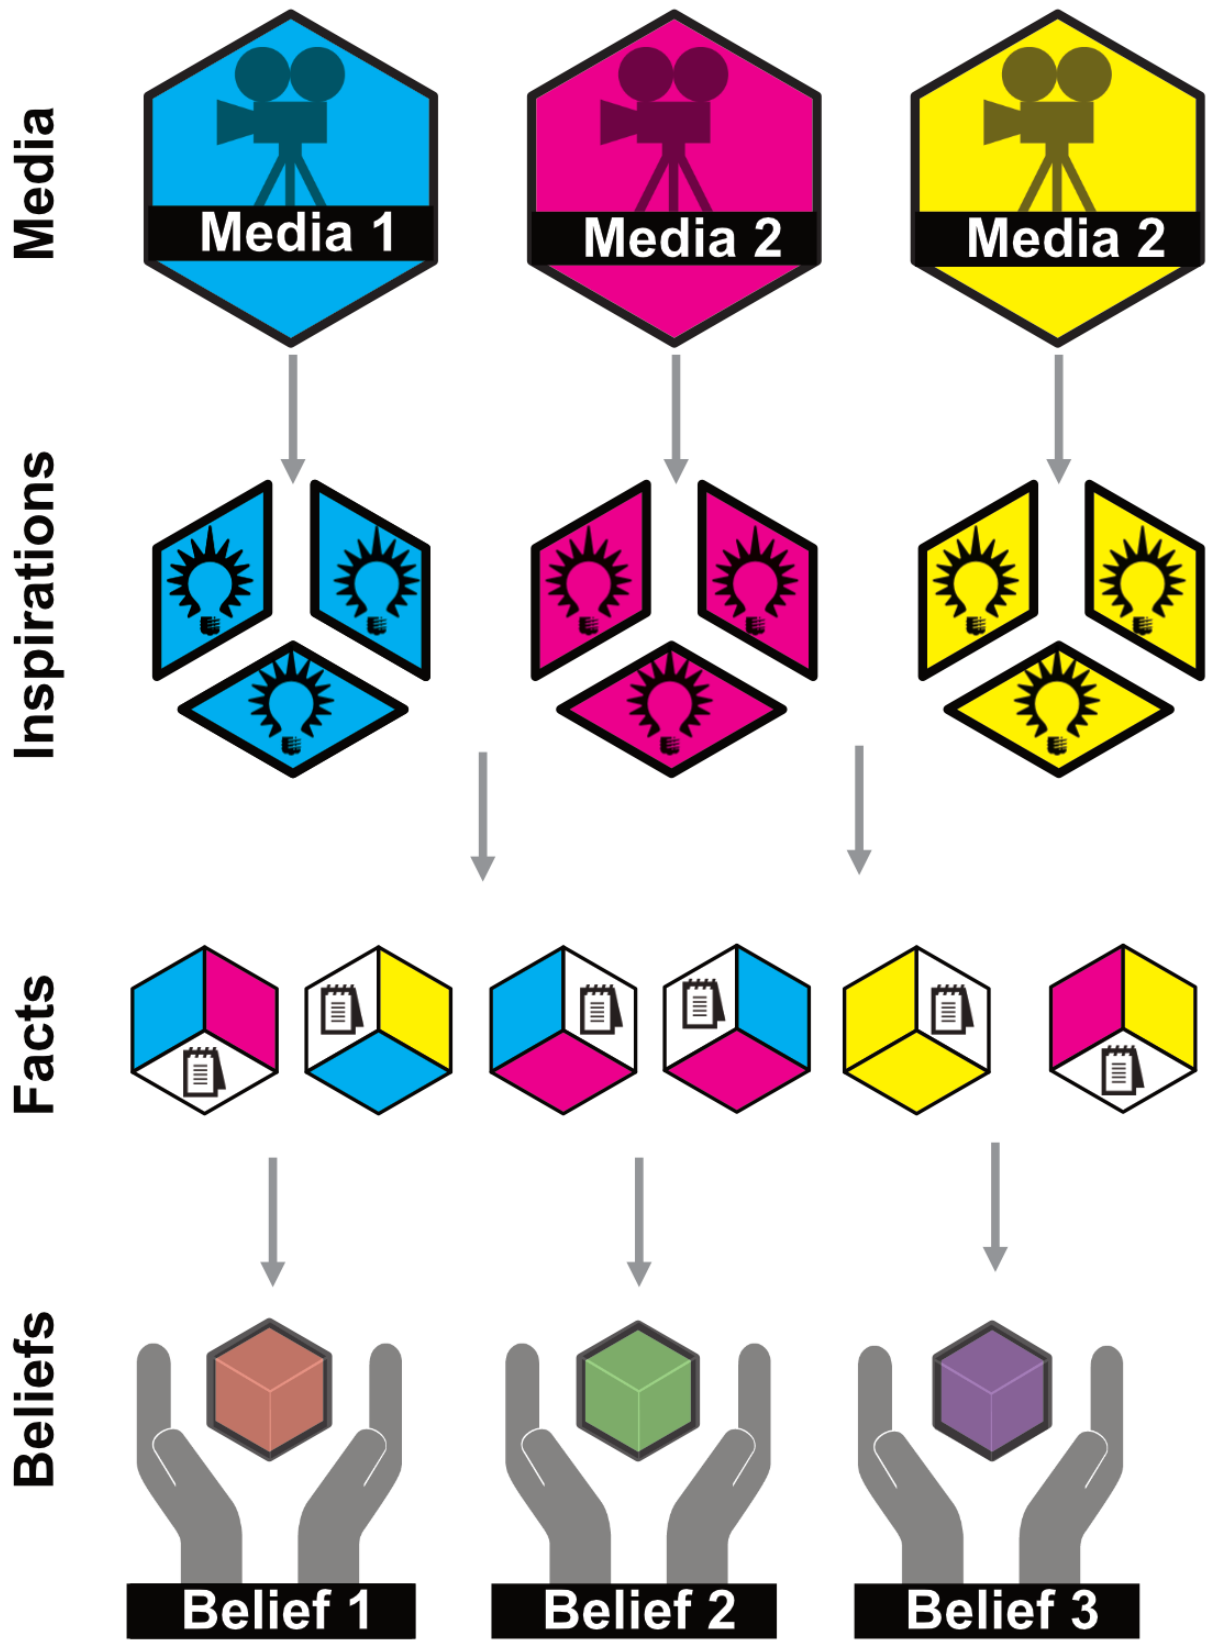 Media
Media 1
Media 2
Media 2
Inspirations
Facts
Beliefs
Belief 1
Belief 2
Belief 3